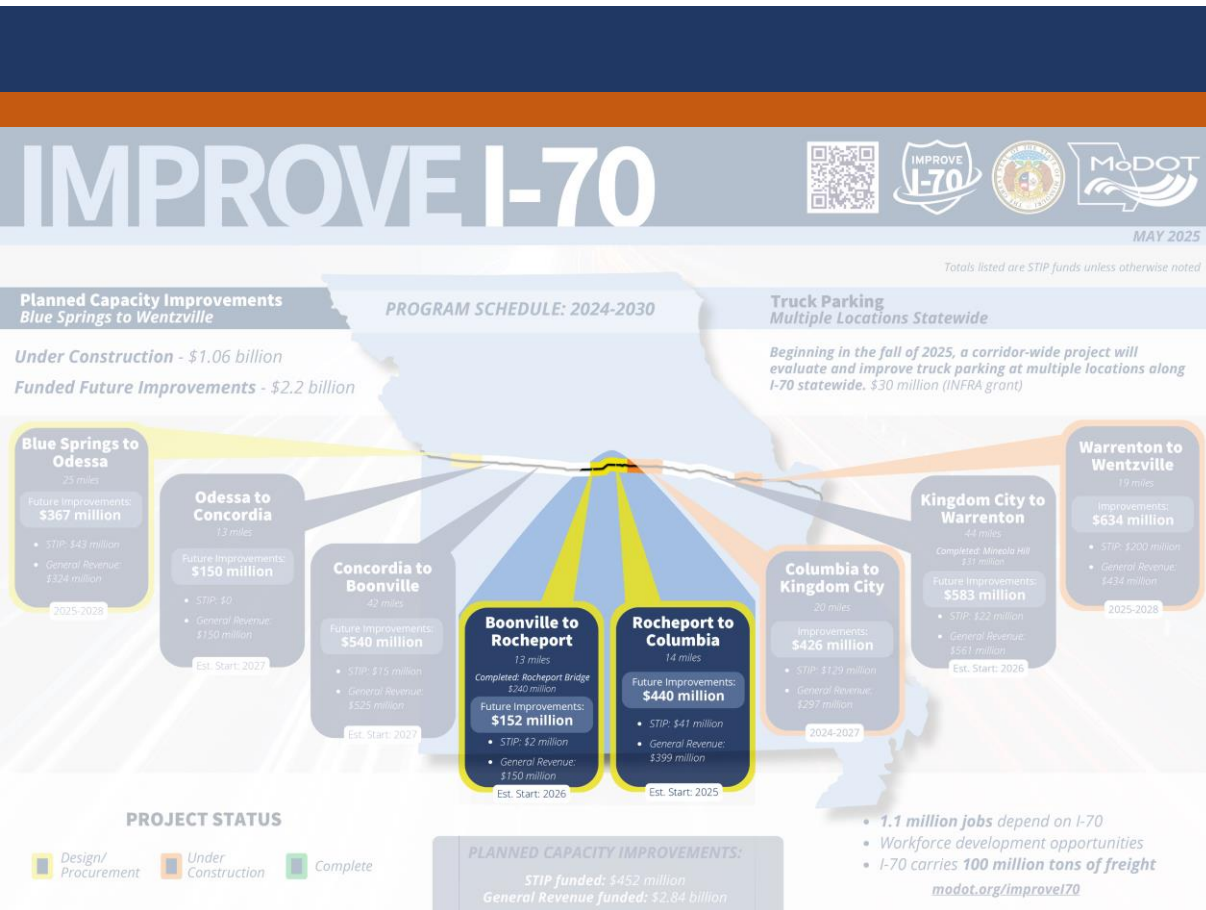 IMPROVE I-70
IMPROVE
I-70
MoDOT
MAY 2025
Totals listed are STIP funds unless otherwise noted
Planned Capacity Improvements
Blue Springs to Wentzville
PROGRAM SCHEDULE: 2024-2030
Truck Parking
Multiple Locations Statewide
Under Construction - $1.06 billion
Funded Future Improvements - $2.2 billion
Beginning in the fall of 2025, a corridor-wide project will
evaluate and improve truck parking at multiple locations along
I-70 statewide. $30 million (INFRA grant)
Blue Springs to
Odessa
25 miles
Future Improvements:
$367 million
• STIP: $43 million
• General Revenue:
$324 million
2025-2028
Odessa to
Concordia
13 miles
Future Improvements:
$150 million
• STIP: $0
• General Revenue:
$150 million
Est. Start: 2027
Concordia to
Boonville
42 miles
Future Improvements:
$540 million
• STIP: $15 million
• General Revenue:
$525 million
Est. Start: 2027
Boonville to
Rocheport
13 miles
Completed: Rocheport Bridge
$240 million
Future Improvements:
$152 million
• STIP: $2 million
• General Revenue:
$150 million
Est. Start: 2026
Rocheport to
Columbia
14 miles
Future Improvements:
$440 million
• STIP: $41 million
• General Revenue:
$399 million
Est. Start: 2025
Columbia to
Kingdom City
20 miles
Improvements:
$426 million
• STIP: $129 million
• General Revenue:
$297 million
2024-2027
Kingdom City to
Warrenton
44 miles
Completed: Mineola Hill
$31 million
Future Improvements:
$583 million
• STIP: $22 million
• General Revenue:
$561 million
Est. Start: 2026
Warrenton to
Wentzville
19 miles
Improvements:
$634 million
• STIP: $200 million
• General Revenue:
$434 million
2025-2028
PROJECT STATUS
Design/
Procurement
Under
Construction
Complete
PLANNED CAPACITY IMPROVEMENTS:
STIP funded: $452 million
General Revenue funded: $2.84 billion
• 1.1 million jobs depend on I-70
• Workforce development opportunities
• I-70 carries 100 million tons of freight
modot.org/improveI70